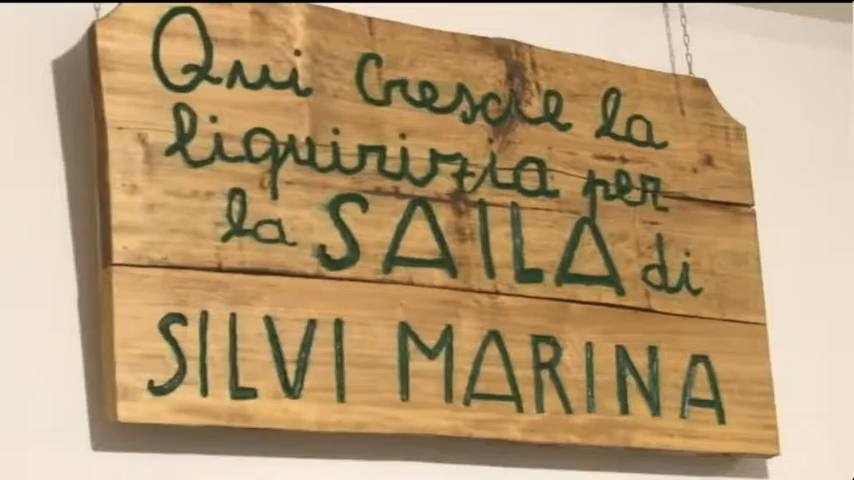 Qui cresce la
liquirizia per
la SAILA di
SILVI MARINA